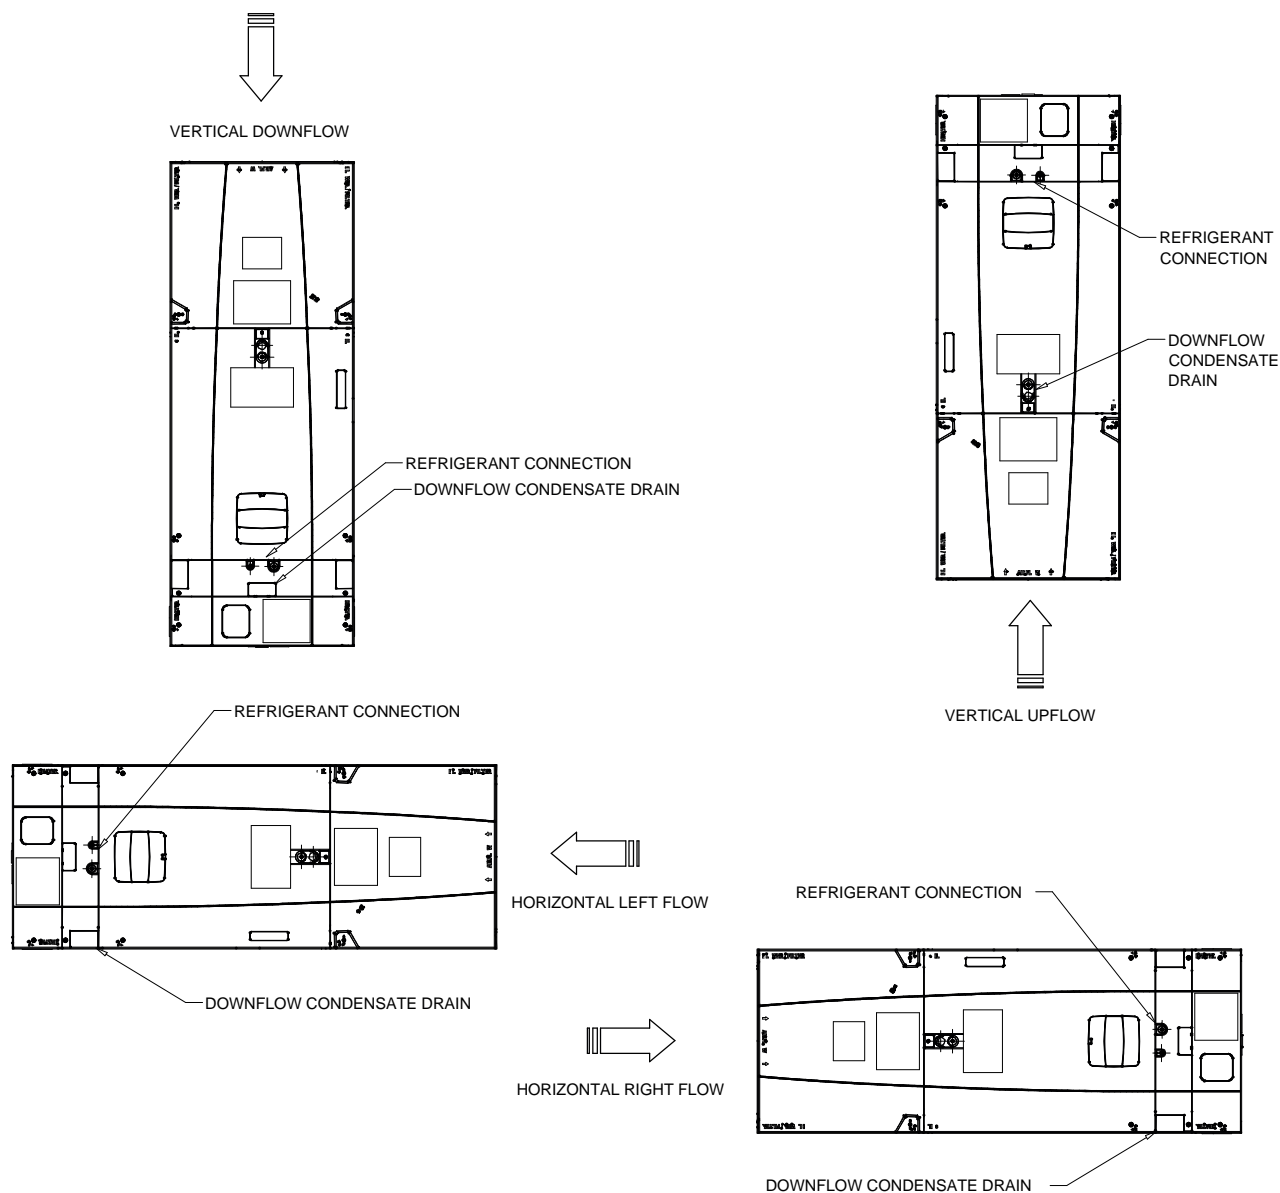 VERTICAL DOWNFLOW
REFRIGERANT
CONNECTION
DOWNFLOW
CONDENSATE
DRAIN
REFRIGERANT CONNECTION
DOWNFLOW CONDENSATE DRAIN
REFRIGERANT CONNECTION
VERTICAL UPFLOW
HORIZONTAL LEFT FLOW
REFRIGERANT CONNECTION
DOWNFLOW CONDENSATE DRAIN
HORIZONTAL RIGHT FLOW
DOWNFLOW CONDENSATE DRAIN